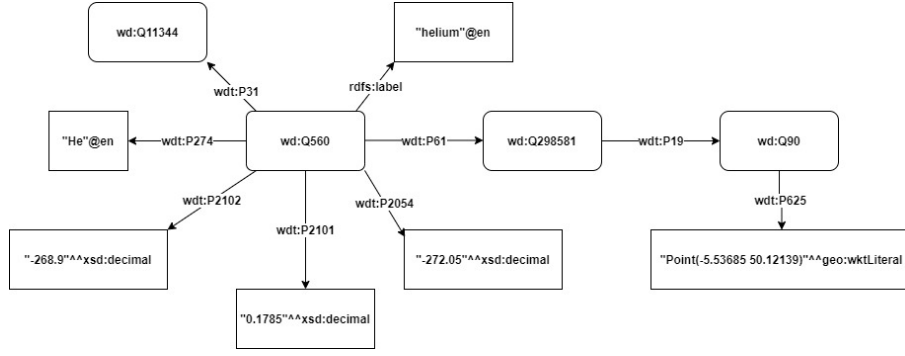 wd:Q11344
"helium"@en
wdt:P31
rdfs:label
"He"@en
wdt:P274
wd:Q560
wdt:P61
wd:Q298581
wdt:P19
wd:Q90
wdt:P2102
wdt:P2054
wdt:P625
wdt:P2101
"-268.9"^^xsd:decimal
"-272.05"^^xsd:decimal
"Point(-5.53685 50.12139)"^^geo:wktLiteral
"0.1785"^^xsd:decimal